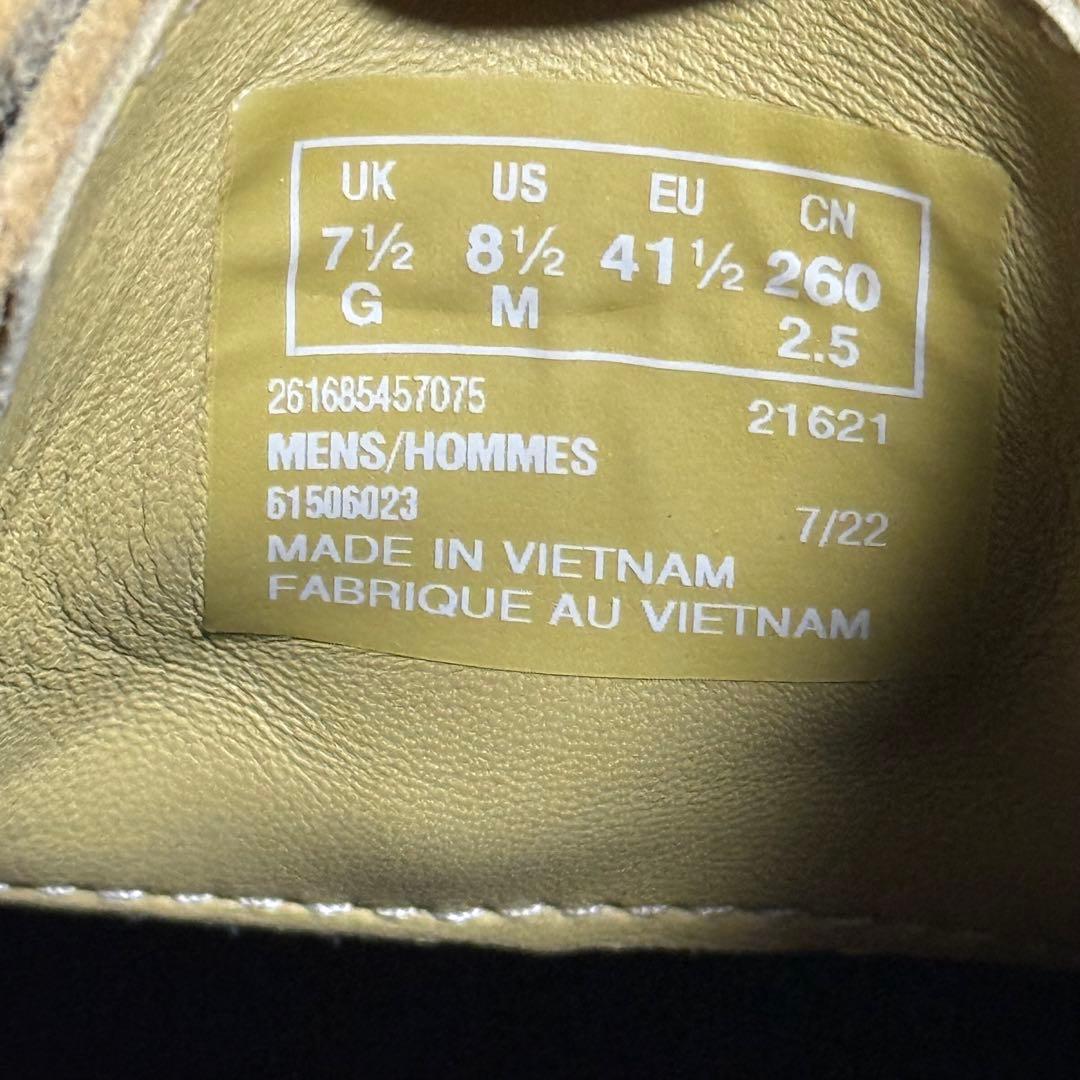 UK US EU CN
7½ 8½ 41½ 260
G M 2.5
261685457075 21621
MENS/HOMMES
61506023 7/22
MADE IN VIETNAM
FABRIQUE AU VIETNAM